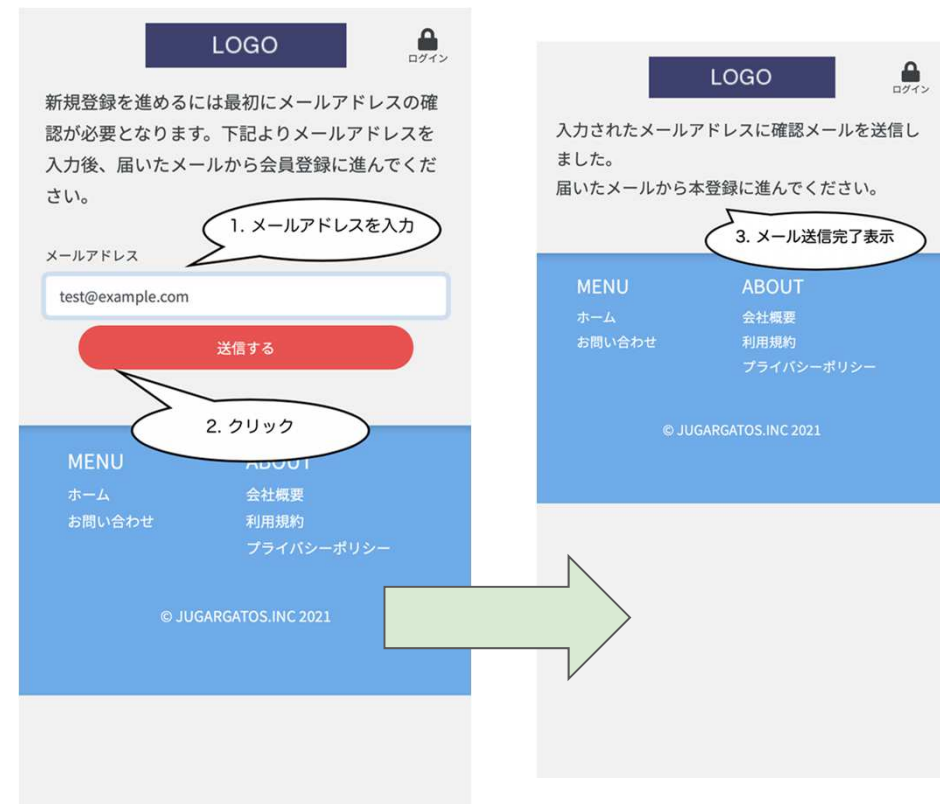 LOGO
ログイン
新規登録を進めるには最初にメールアドレスの確
認が必要となります。下記よりメールアドレスを
入力後、届いたメールから会員登録に進んでくだ
さい。
1. メールアドレスを入力
メールアドレス
test@example.com
送信する
2. クリック
MENU
ABOUT
ホーム
会社概要
お問い合わせ
利用規約
プライバシーポリシー
© JUGARGATOS.INC 2021
LOGO
ログイン
入力されたメールアドレスに確認メールを送信し
ました。
届いたメールから本登録に進んでください。
3. メール送信完了表示
MENU
ABOUT
ホーム
会社概要
お問い合わせ
利用規約
プライバシーポリシー
© JUGARGATOS.INC 2021